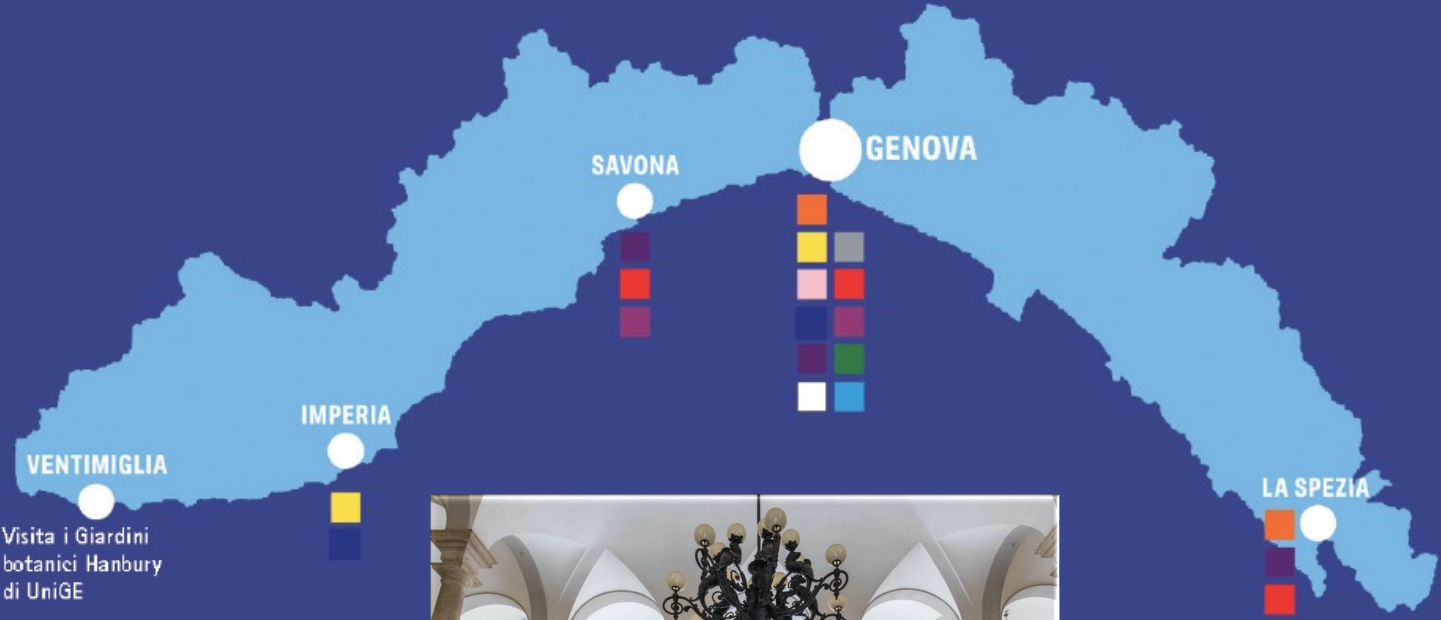 GENOVA
SAVONA
IMPERIA
VENTIMIGLIA
Visita i Giardini
botanici Hanbury
di UniGE
LA SPEZIA